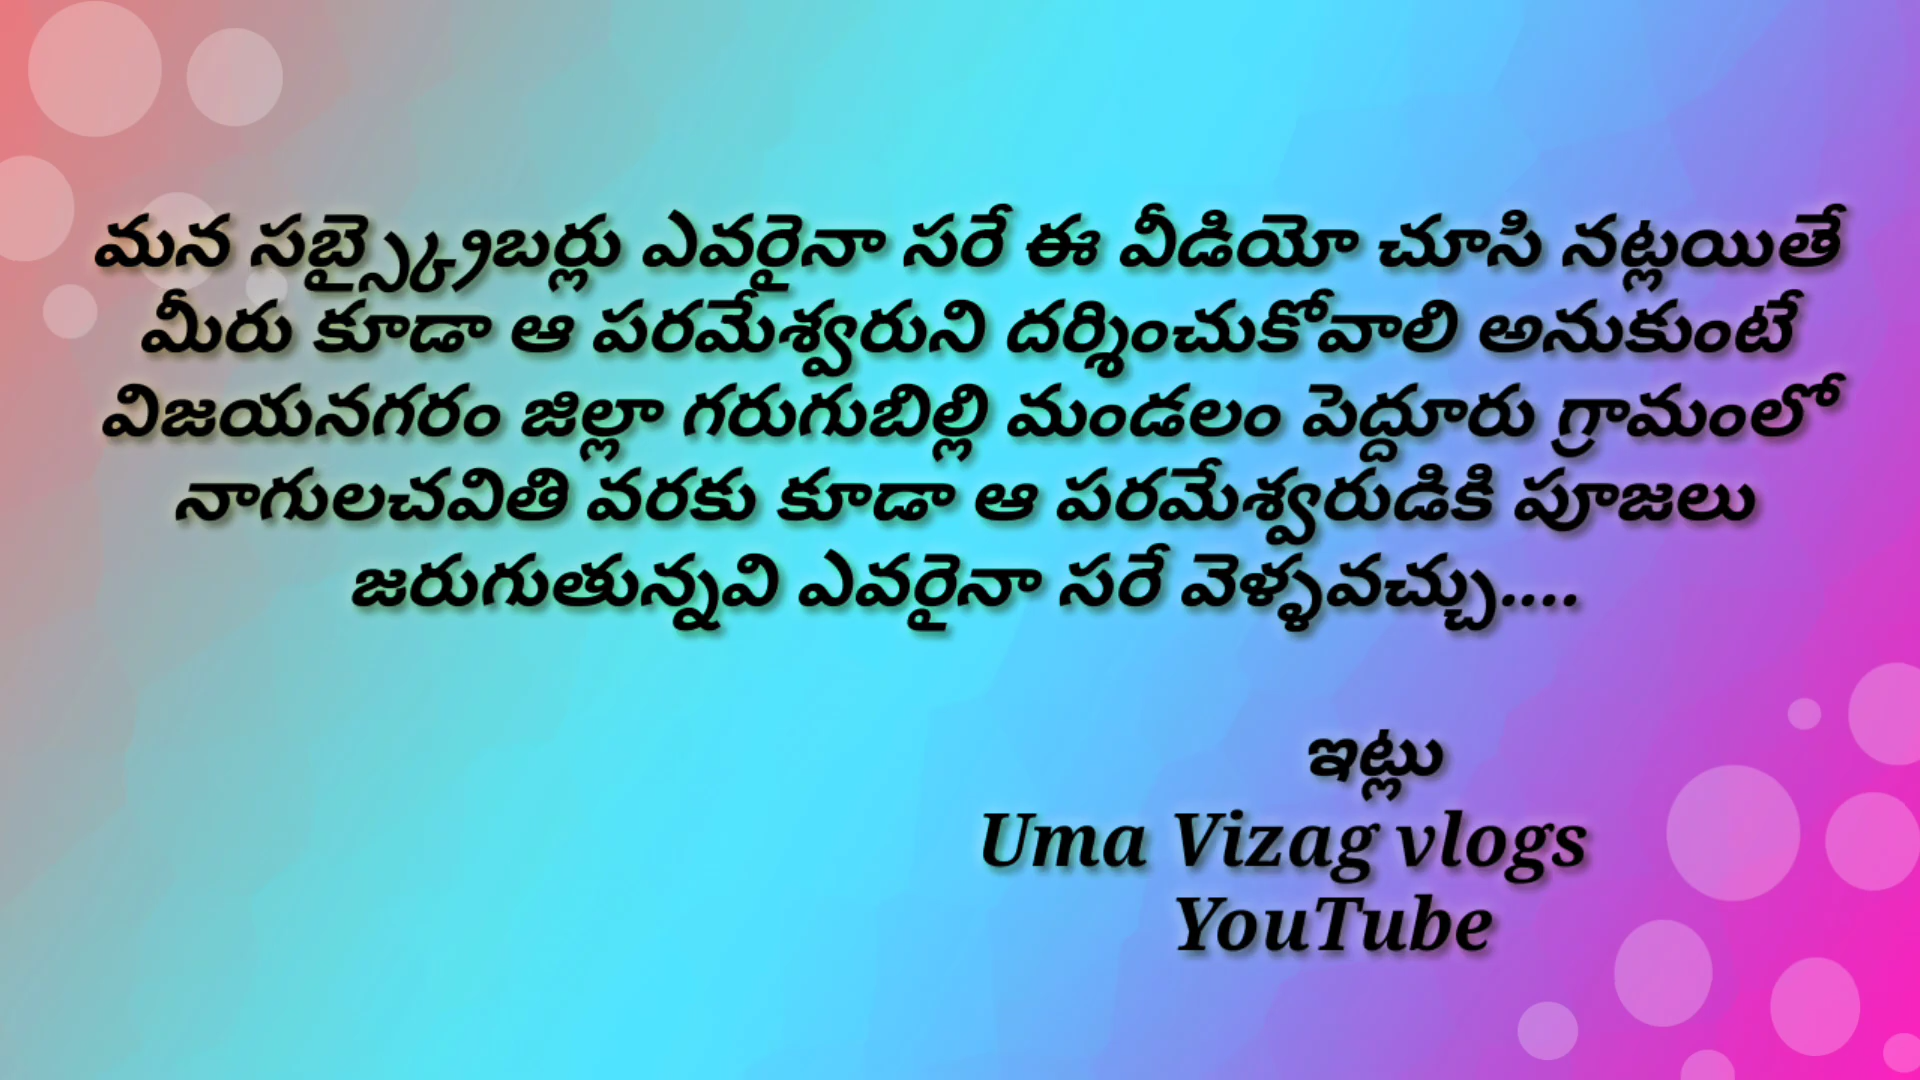 మన సబ్స్క్రైబర్లు ఎవరైనా సరే ఈ వీడియో చూసి నట్లయితే
మీరు కూడా ఆ పరమేశ్వరుని దర్శించుకోవాలి అనుకుంటే
విజయనగరం జిల్లా గరుగుబిల్లి మండలం పెద్దూరు గ్రామంలో
నాగులచవితి వరకు కూడా ఆ పరమేశ్వరుడికి పూజలు
జరుగుతున్నవి ఎవరైనా సరే వెళ్ళవచ్చు....
ఇట్లు
Uma Vizag vlogs
YouTube